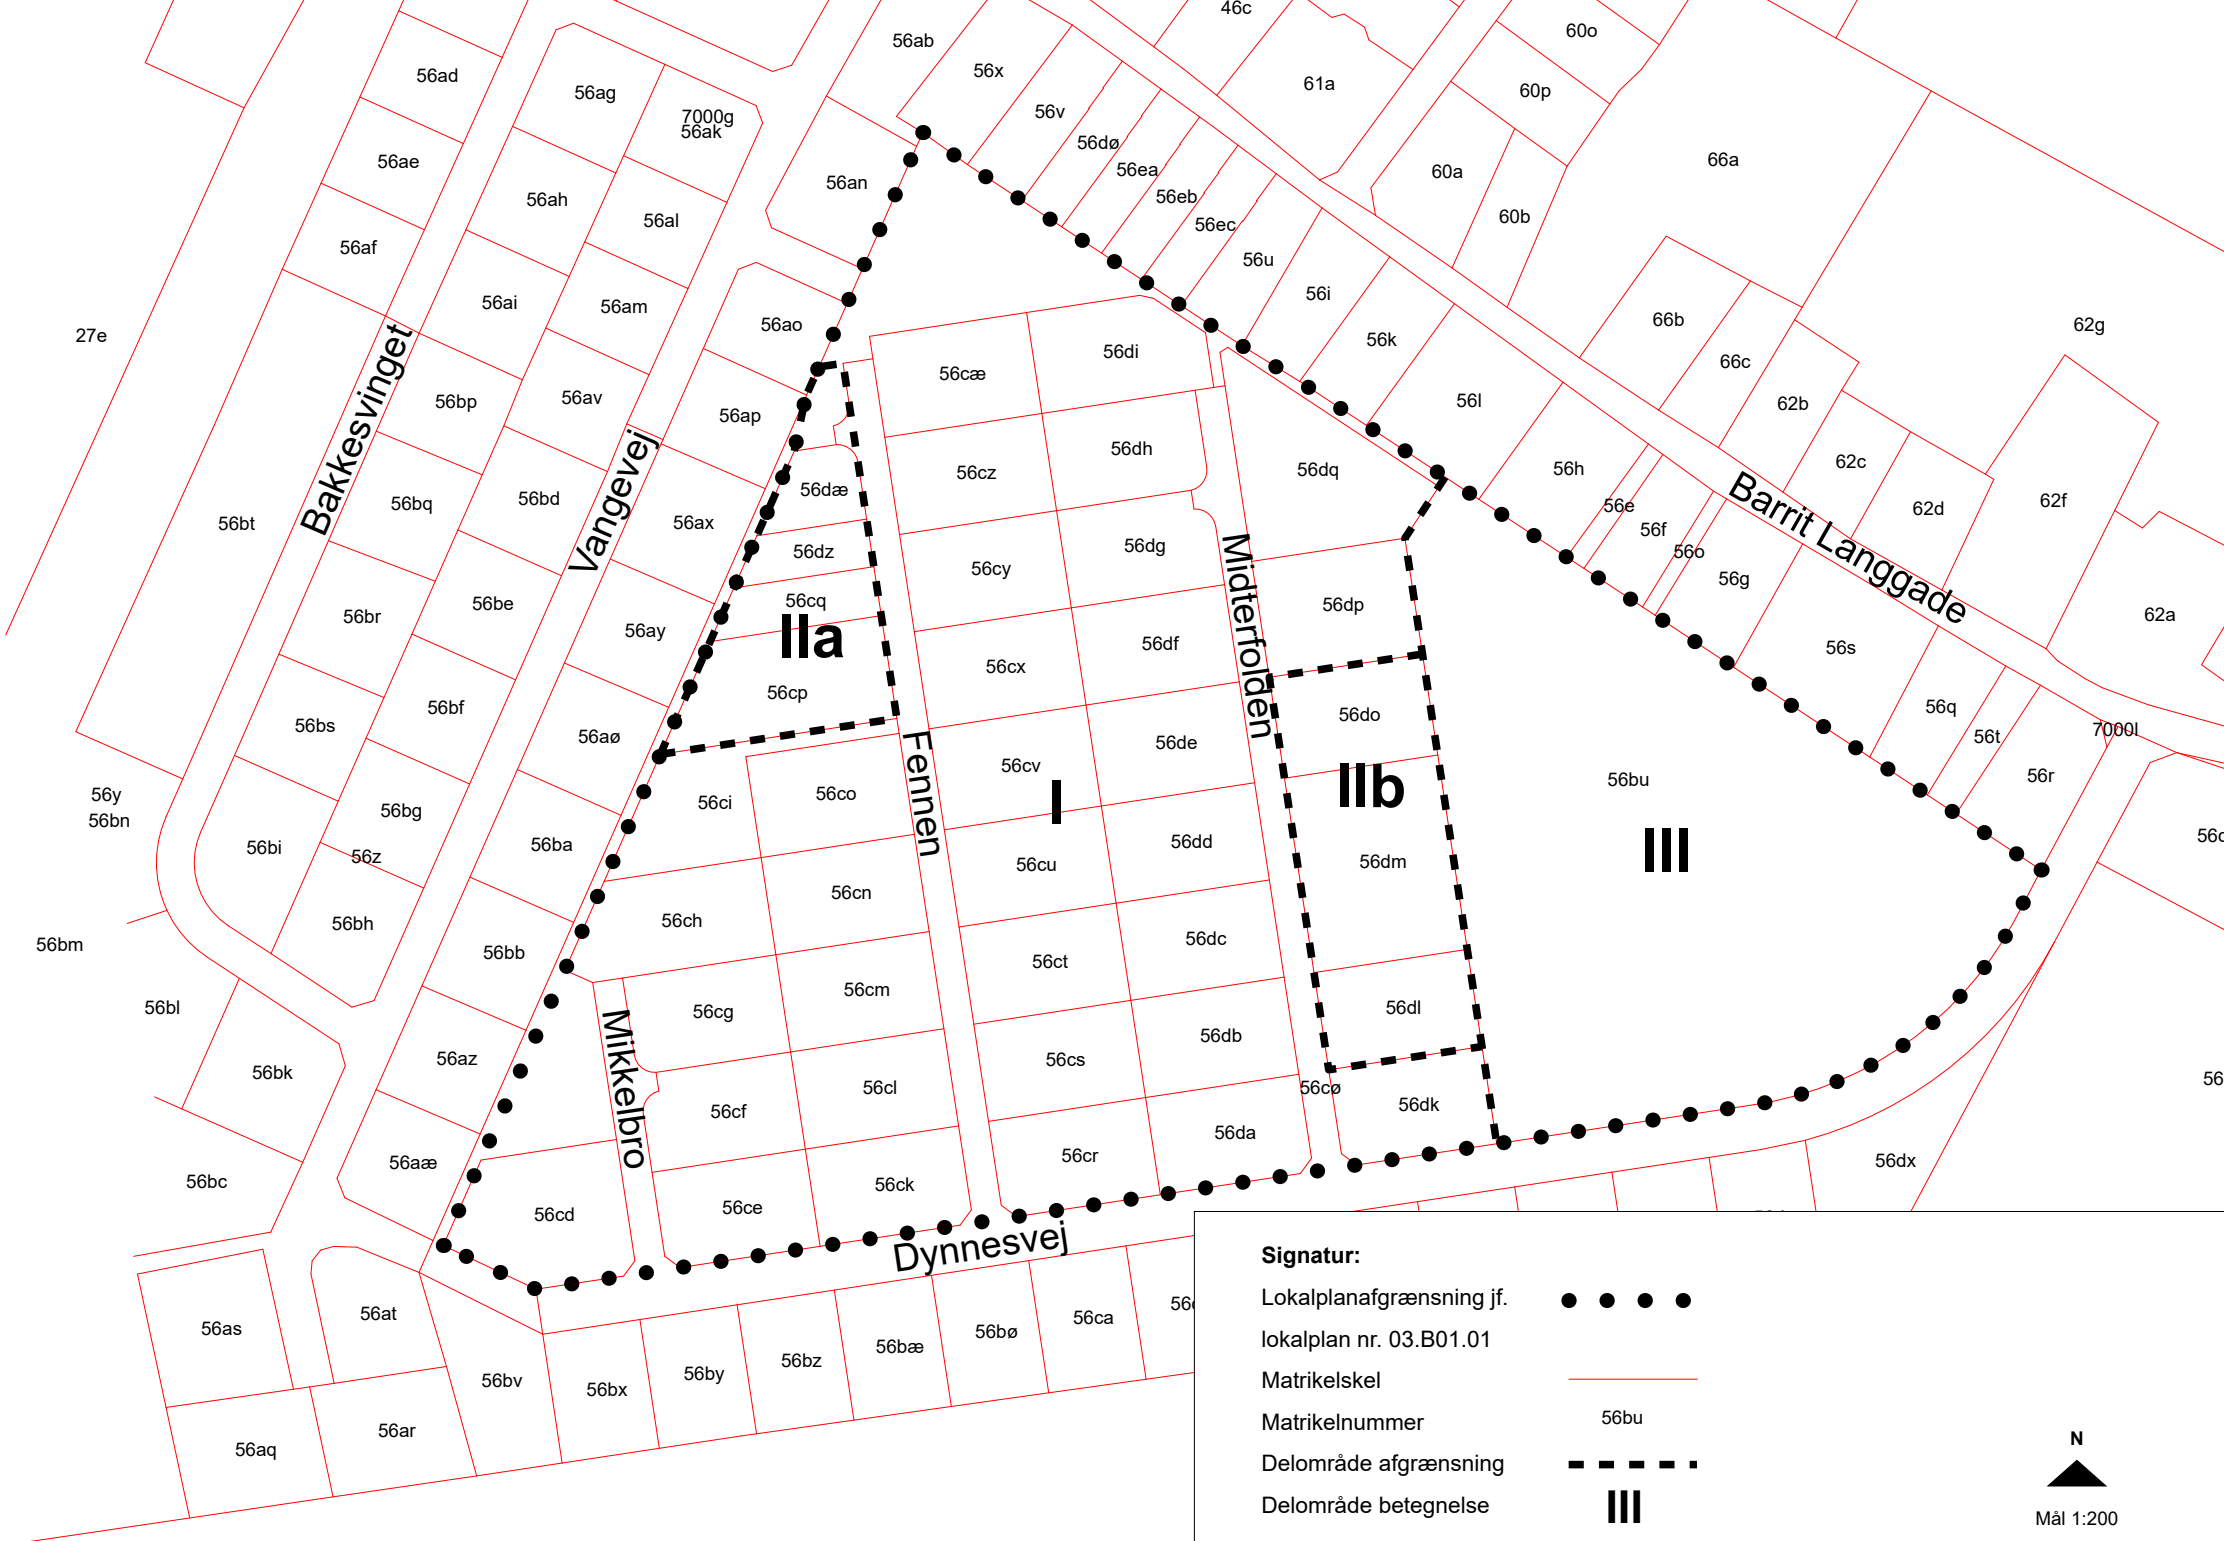 46c
60o
56ab
56x
56ad
61a
60p
56ag
56v
7000g
56ak
56dø
66a
56ae
56ea
60a
56an
56eb
56ah
60b
56al
56ec
56af
56u
56i
56ai
56am
66b
62g
56ao
27e
56k
56di
66c
56cæ
Bakkesvinget
56av
56bp
56l
62b
56ap
56dh
62c
56h
56dq
56cz
56dæ
56bd
56bq
62f
56e
62d
Barrit Langgade
Vangevej
56ax
56bt
56f
56dg
56dz
56o
56cy
56g
56cq
56be
56dp
62a
56br
56ay
IIa
56df
56s
Midterfolden
56cx
56cp
56bf
56q
56do
56bs
7000l
56aø
56de
56t
56cv
56r
56bu
IIb
56y
56co
56ci
I
Fennen
56bn
56bg
56dd
56ba
56bi
III
56z
56dm
56cu
56cn
56ch
56bh
56dc
56bm
56bb
56ct
56cm
56bl
56dl
56cg
56db
56az
56cs
56bk
56cl
56cø
Mikkelbro
56dk
56cf
56da
56aæ
56cr
56dx
56bc
56ck
56ce
56cd
Dynnesvej
56at
56ca
56as
56bø
56bæ
56bz
56by
56bv
56bx
56ar
56aq
Signatur:
Lokalplanafgrænsning jf.
lokalplan nr. 03.B01.01
Matrikelskel
Matrikelnummer 56bu
Delområde afgrænsning
Delområde betegnelse III
N
Mål 1:200